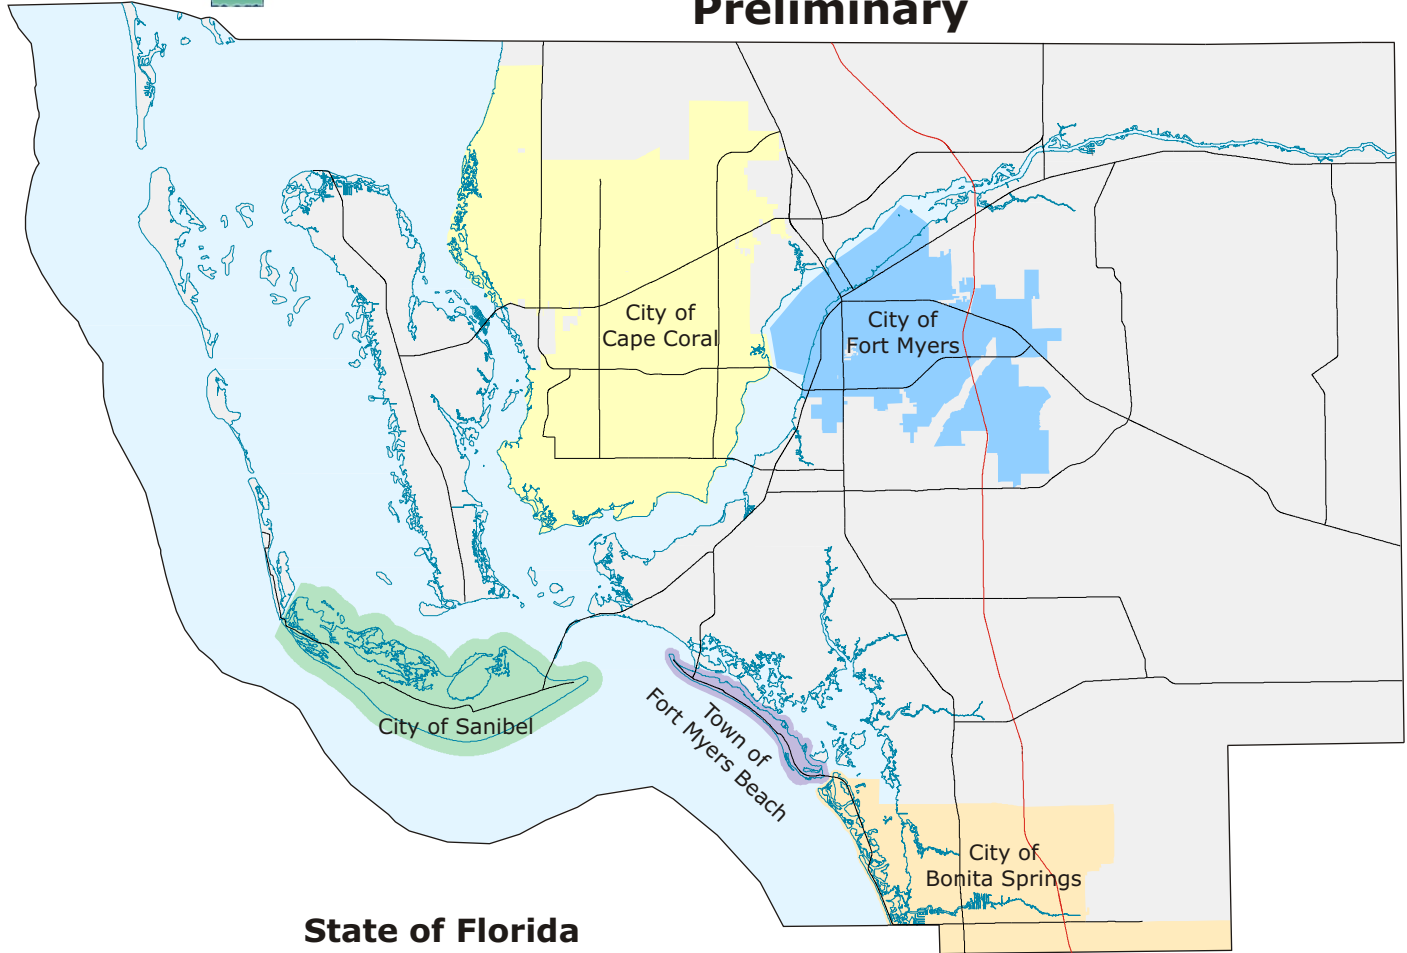 Preliminary
City of
Cape Coral
City of
Fort Myers
City of Sanibel
Town of
Fort Myers Beach
City of
Bonita Springs
State of Florida